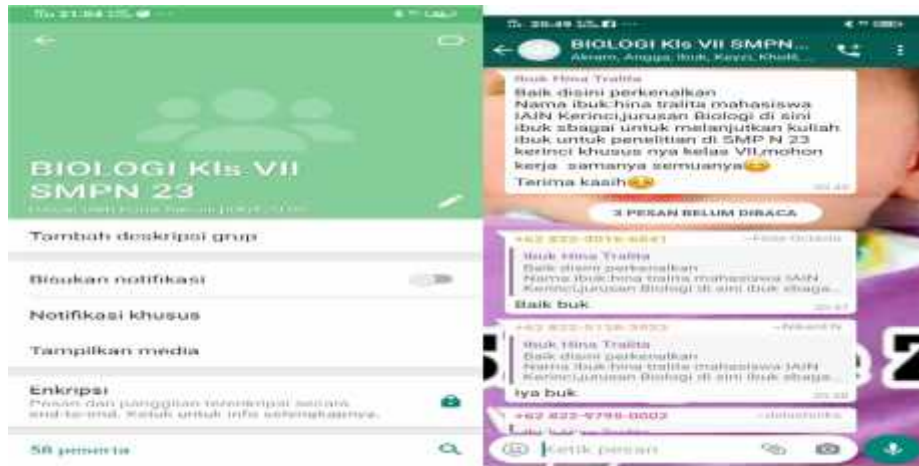 BIOLOGI Kls VII
SMPN 23
Tambah deskripsi grup
Bisukan notifikasi
Notifikasi khusus
Tampilkan media
Enkripsi
Pesan dan panggilan terenkripsi secara
end-to-end. Ketuk untuk info selengkapnya.
58 peserta
BIOLOGI Kls VII SMPN...
Akram, Angga, Ibuk, Keyzi, Kholil, ...
Ibuk Hina Tralita
Baik disini perkenalkan
Nama ibuk:hina tralita mahasiswa
IAIN Kerinci,jurusan Biologi di sini
ibuk sbagai untuk melanjutkan kuliah
ibuk untuk penelitian di SMP N 23
kerinci khusus nya kelas VII,mohon
kerja samanya semuanya
Terima kasih
3 PESAN BELUM DIBACA
Ibuk Hina Tralita
Baik disini perkenalkan
Nama ibuk:hina tralita mahasiswa IAIN
Kerinci,jurusan Biologi di sini ibuk sbaga...
Baik buk
Ibuk Hina Tralita
Baik disini perkenalkan
Nama ibuk:hina tralita mahasiswa IAIN
Kerinci,jurusan Biologi di sini ibuk sbaga...
Iya buk
Ketik pesan